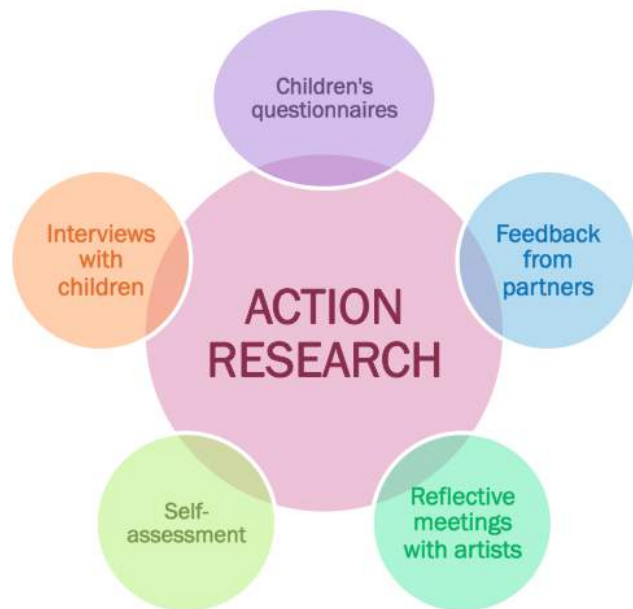 Children's
questionnaires
Feedback
from
partners
Reflective
meetings
with artists
Self-
assessment
Interviews
with
children
ACTION
RESEARCH